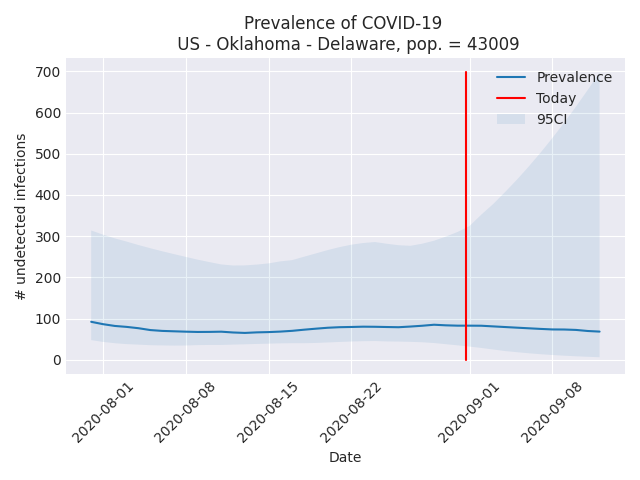 Prevalence of COVID-19
US - Oklahoma - Delaware, pop. = 43009
700
600
500
400
300
200
100
0
# undetected infections
Prevalence
Today
95CI
2020-08-01
2020-08-08
2020-08-15
2020-08-22
2020-09-01
2020-09-08
Date